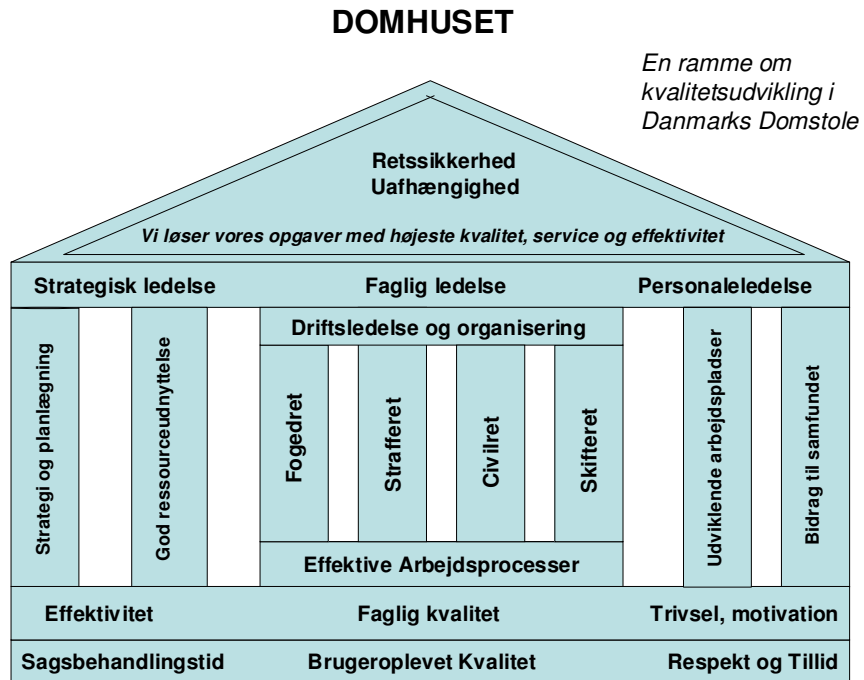 DOMHUSET
En ramme om
kvalitetsudvikling i
Danmarks Domstole
Retssikkerhed
Uafhængighed
Vi løser vores opgaver med højeste kvalitet, service og effektivitet
Strategisk ledelse
Faglig ledelse
Personaleledelse
Driftsledelse og organisering
Strategi og planlægning
God ressourceudnyttelse
Fogedret
Strafferet
Civilret
Skifteret
Udviklende arbejdspladser
Bidrag til samfundet
Effektive Arbejdsprocesser
Effektivitet
Faglig kvalitet
Trivsel, motivation
Sagsbehandlingstid
Brugeroplevet Kvalitet
Respekt og Tillid